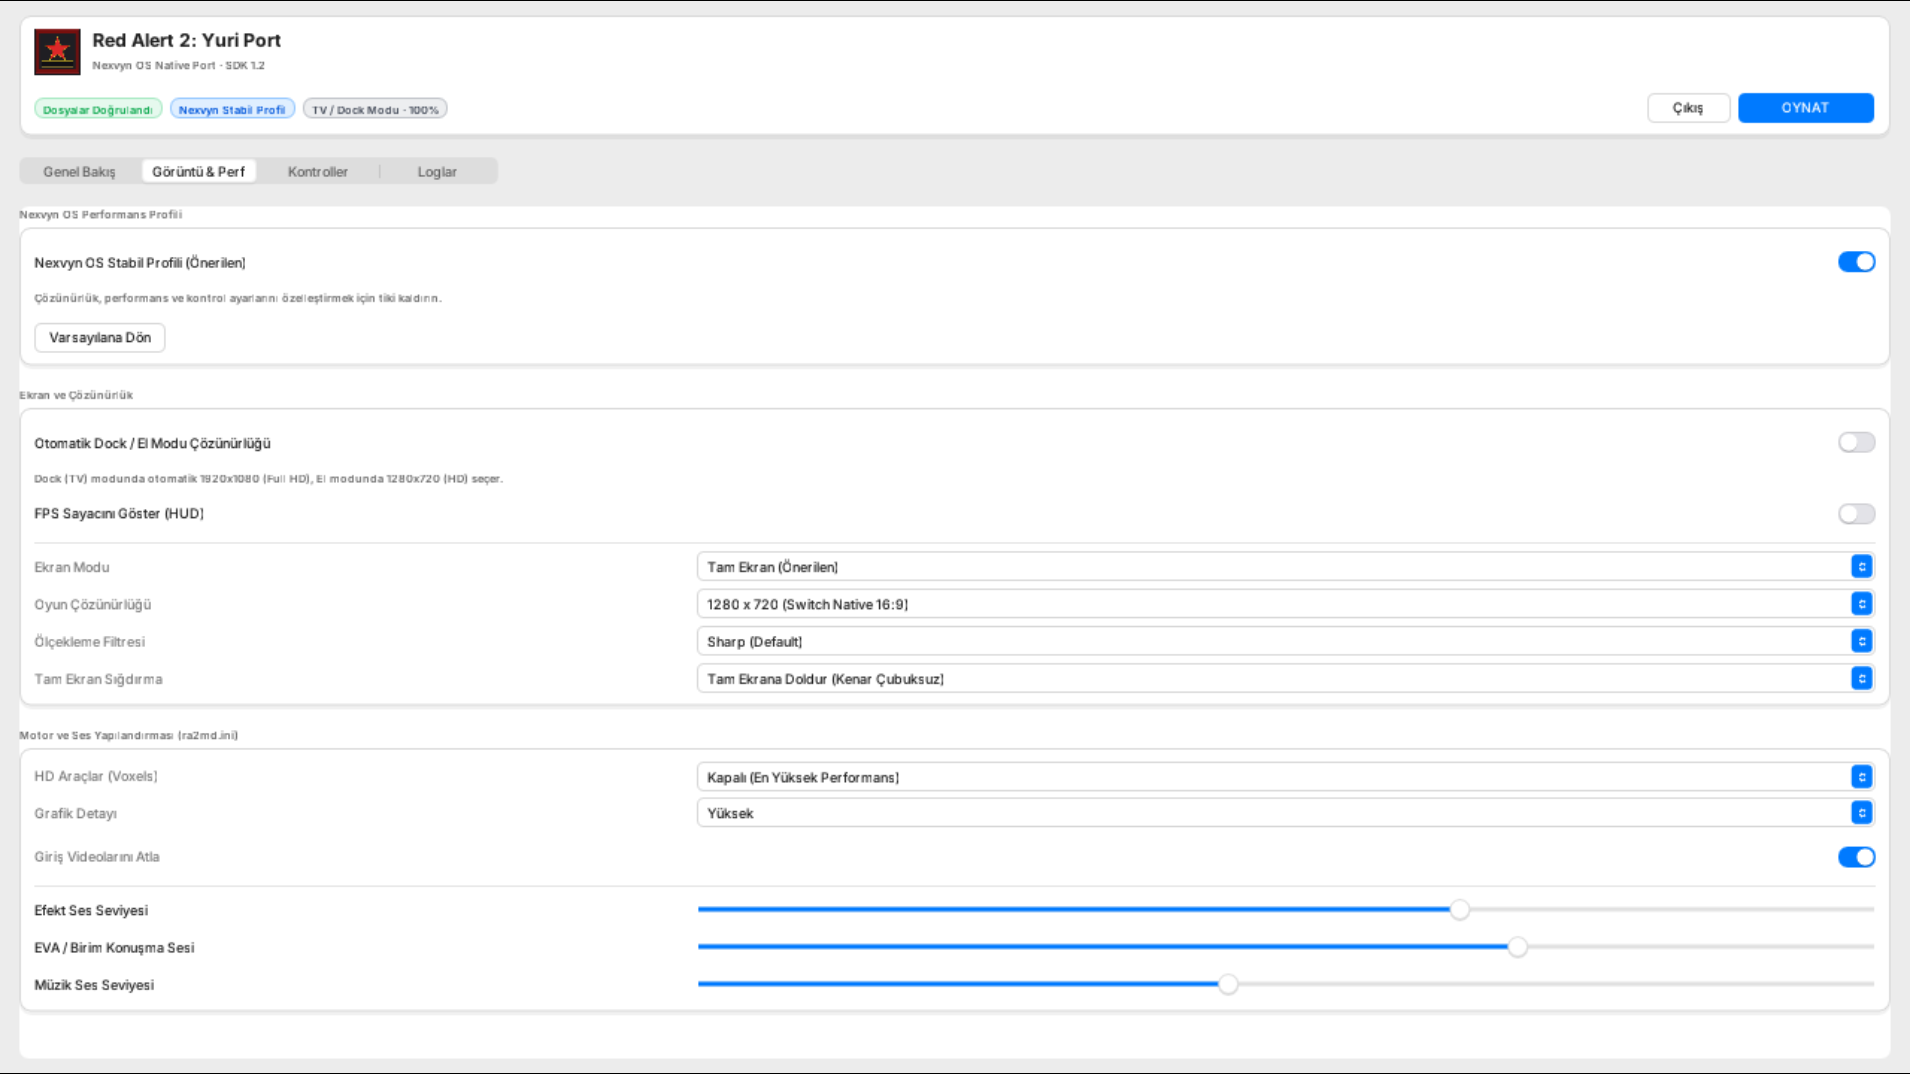 Red Alert 2: Yuri Port
Nexvyn OS Native Port - SDK 1.2
Dosyalar Doğrulandı
Nexvyn Stabil Profil
TV / Dock Modu - 100%
Çıkış
OYNAT
Genel Bakış
Görüntü & Perf
Kontroller
Loglar
Nexvyn OS Performans Profili
Nexvyn OS Stabil Profili (Önerilen)
Çözünürlük, performans ve kontrol ayarlarını özelleştirmek için tiki kaldırın.
Varsayılana Dön
Ekran ve Çözünürlük
Otomatik Dock / El Modu Çözünürlüğü
Dock (TV) modunda otomatik 1920x1080 (Full HD), El modunda 1280x720 (HD) seçer.
FPS Sayacını Göster (HUD)
Ekran Modu
Tam Ekran (Önerilen)
Oyun Çözünürlüğü
1280 x 720 (Switch Native 16:9)
Ölçekleme Filtresi
Sharp (Default)
Tam Ekran Sığdırma
Tam Ekrana Doldur (Kenar Çubuksuz)
Motor ve Ses Yapılandırması (ra2md.ini)
HD Araçlar (Voxels)
Kapalı (En Yüksek Performans)
Grafik Detayı
Yüksek
Giriş Videolarını Atla
Efekt Ses Seviyesi
EVA / Birim Konuşma Sesi
Müzik Ses Seviyesi